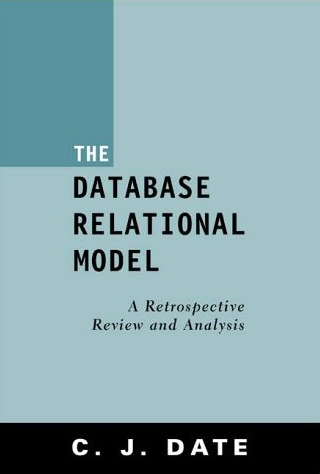 THE
DATABASE
RELATIONAL
MODEL
A Retrospective
Review and Analysis
C. J. DATE